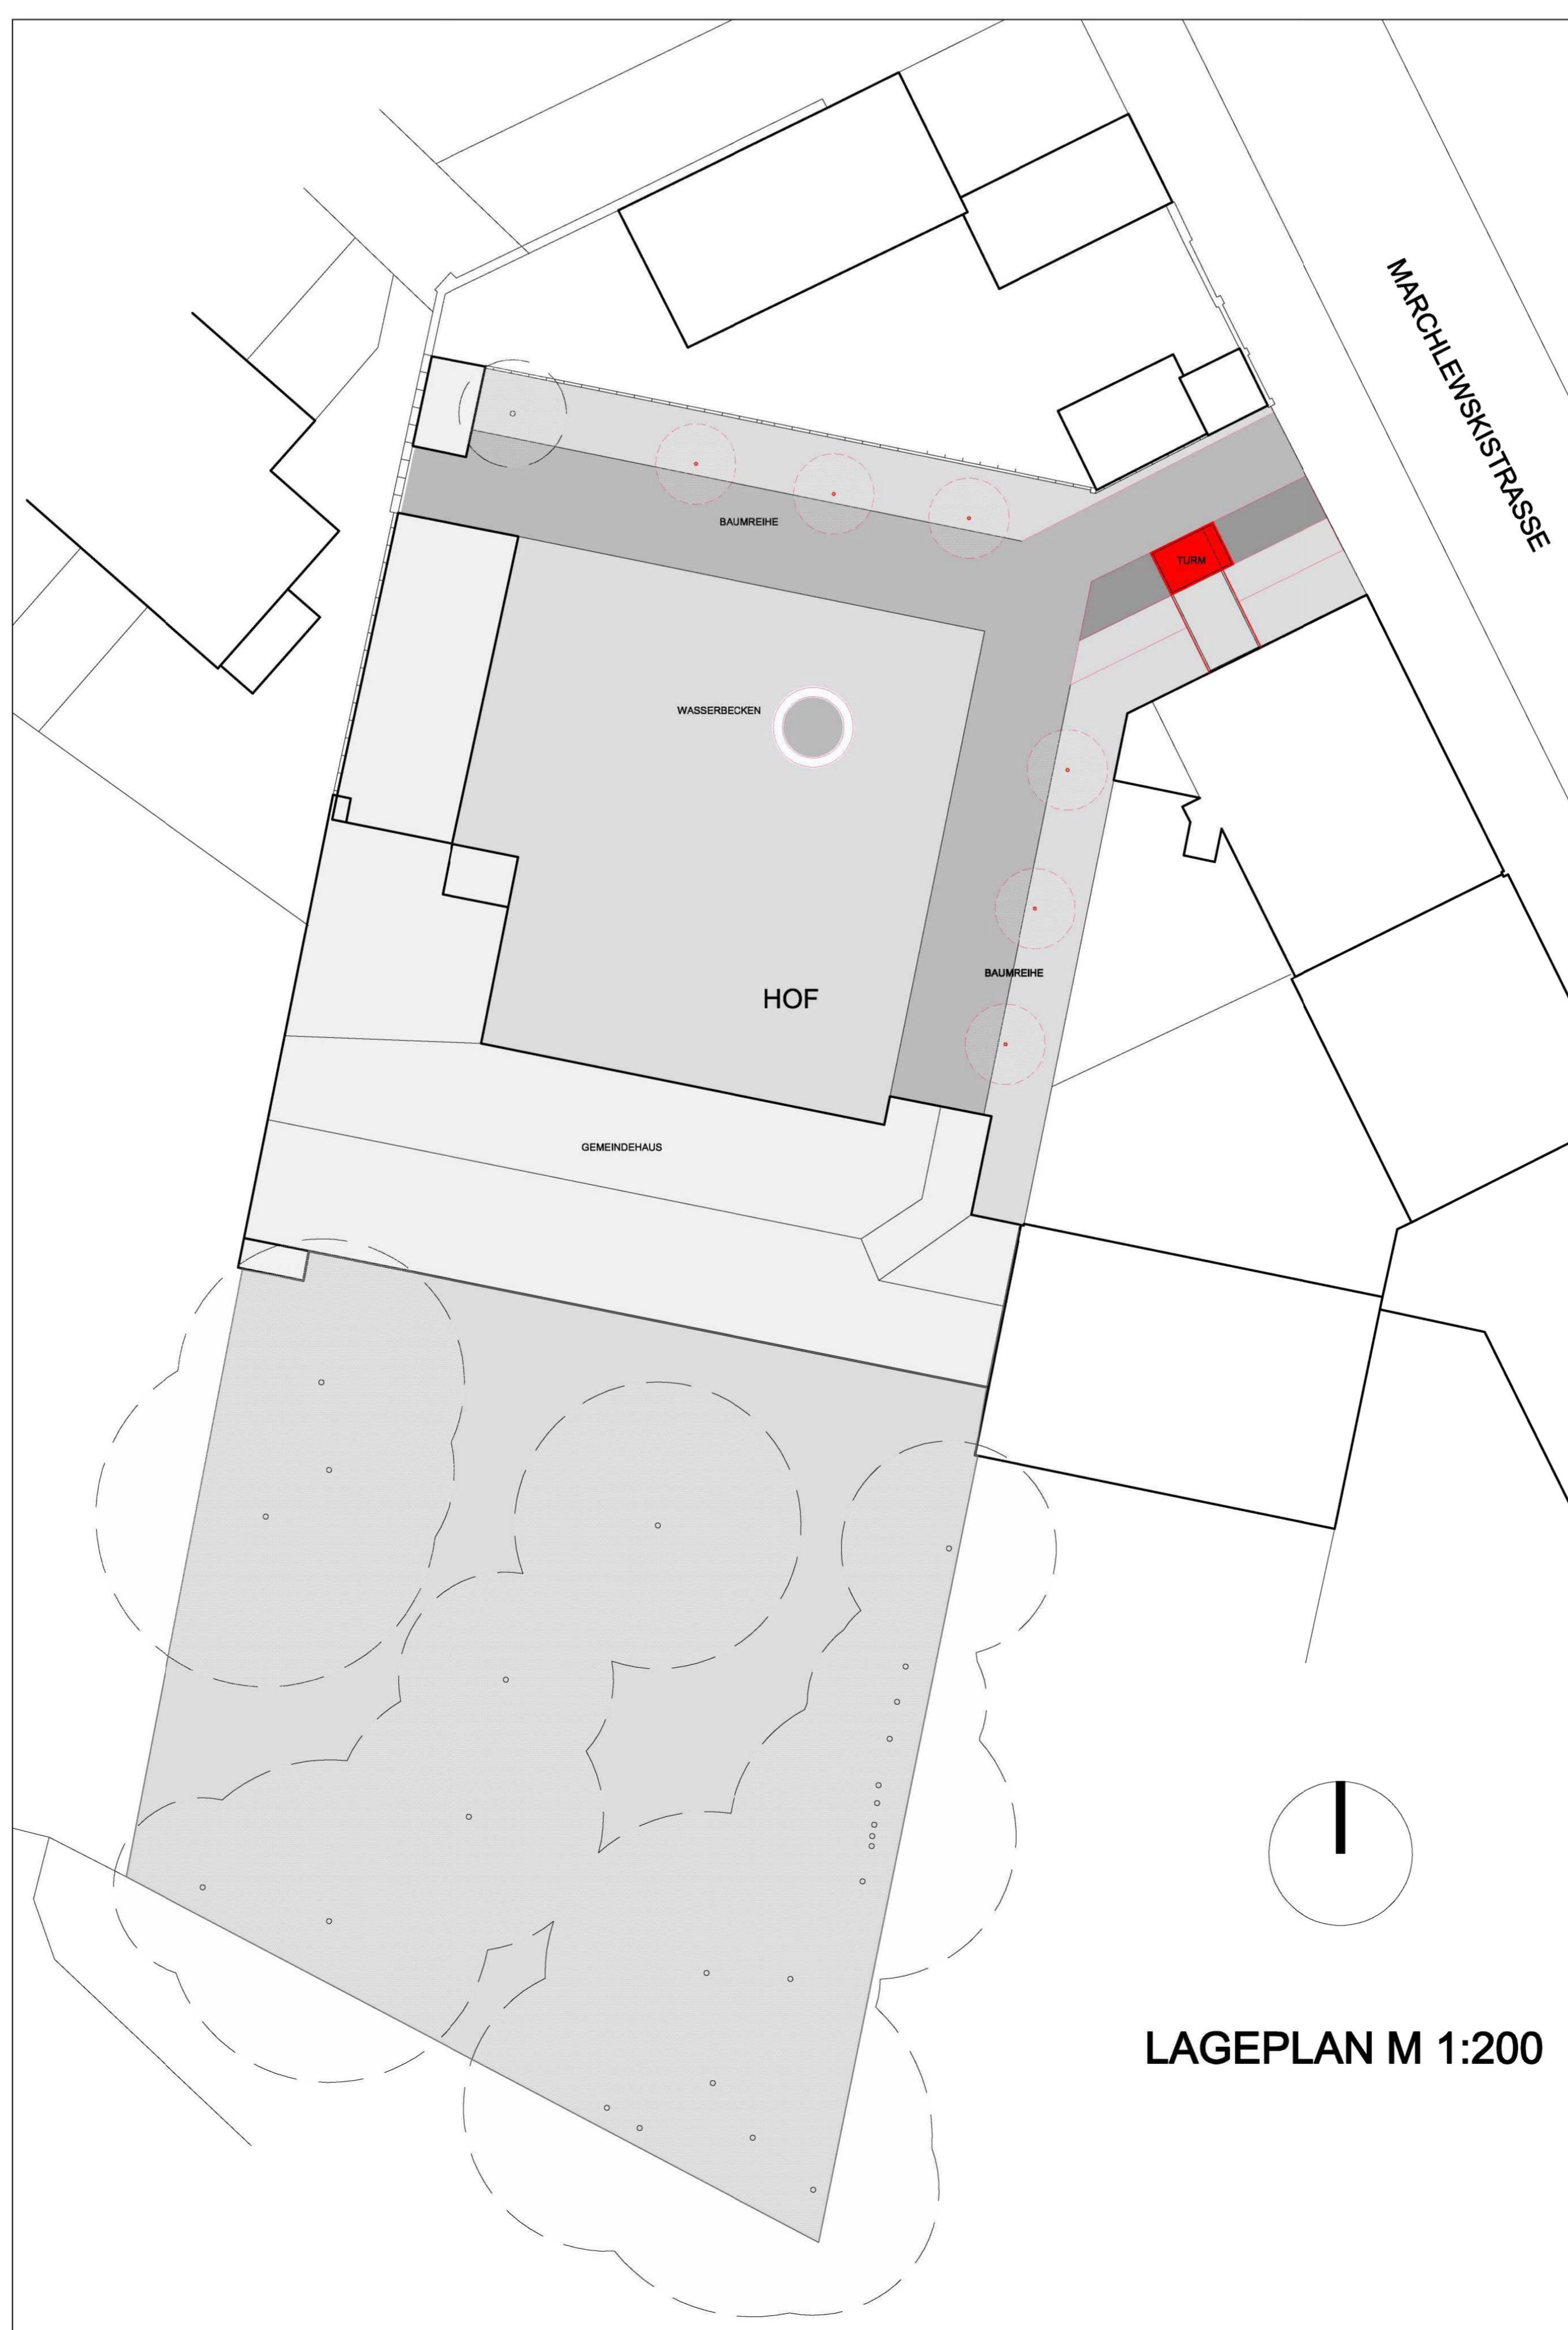 MARCHLEWSKISTRASSE
BAUMREIHE
TURM
WASSERBECKEN
BAUMREIHE
HOF
GEMEINDEHAUS
LAGEPLAN M 1:200